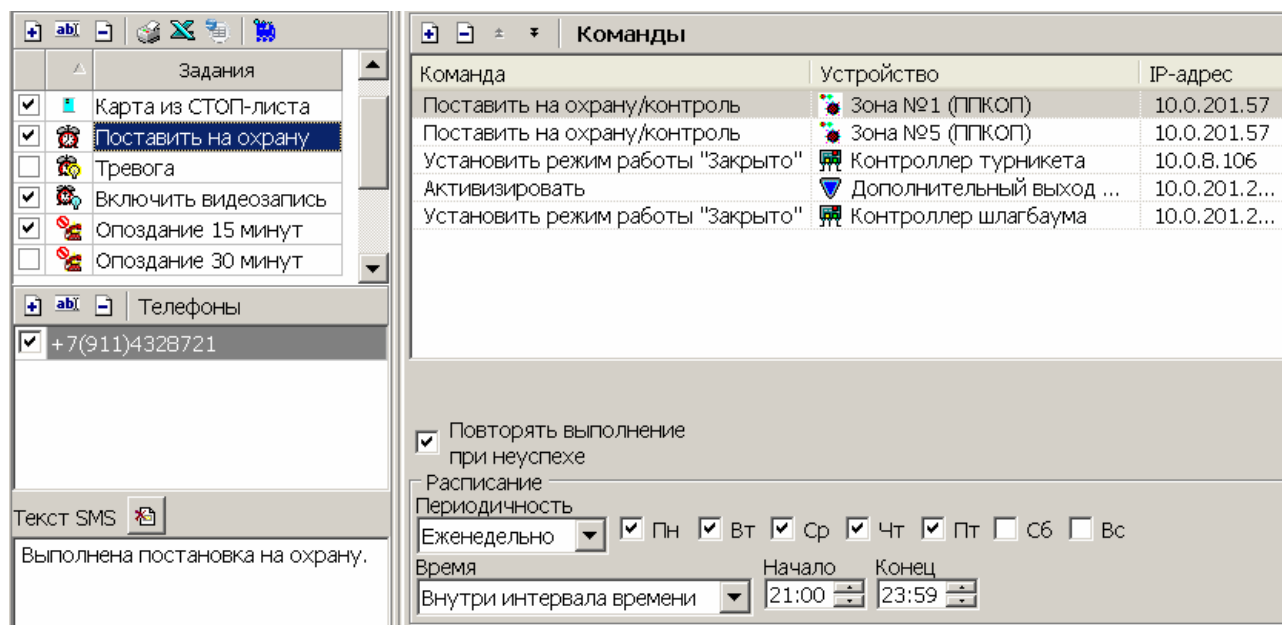 Задания
Карта из СТОП-листа
Поставить на охрану
Тревога
Включить видеозапись
Опоздание 15 минут
Опоздание 30 минут
Телефоны
+7(911)4328721
Текст SMS
Выполнена постановка на охрану.
Команды
Команда Устройство IP-адрес
Поставить на охрану/контроль Зона №1 (ППКОП) 10.0.201.57
Поставить на охрану/контроль Зона №5 (ППКОП) 10.0.201.57
Установить режим работы "Закрыто" Контроллер турникета 10.0.8.106
Активизировать Дополнительный выход ... 10.0.201.2...
Установить режим работы "Закрыто" Контроллер шлагбаума 10.0.201.2...
Повторять выполнение
при неуспехе
Расписание
Периодичность
Еженедельно Пн Вт Ср Чт Пт Сб Вс
Время Начало Конец
Внутри интервала времени 21:00 23:59